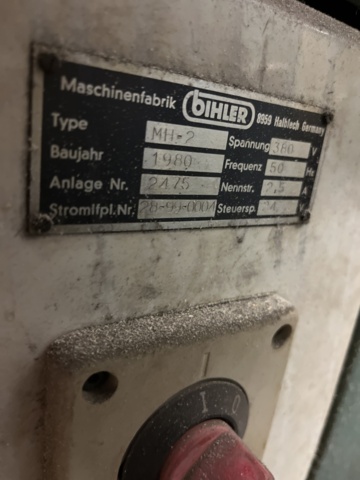 Maschinenfabrik BIHLER 8959 Halblech Germany
Type MH-2 Spannung 380 V
Baujahr 1980 Frequenz 50 Hz
Anlage Nr. 2175 Nennstr. 2,5 A
Stromlfpl.Nr. Steuersp.
I O